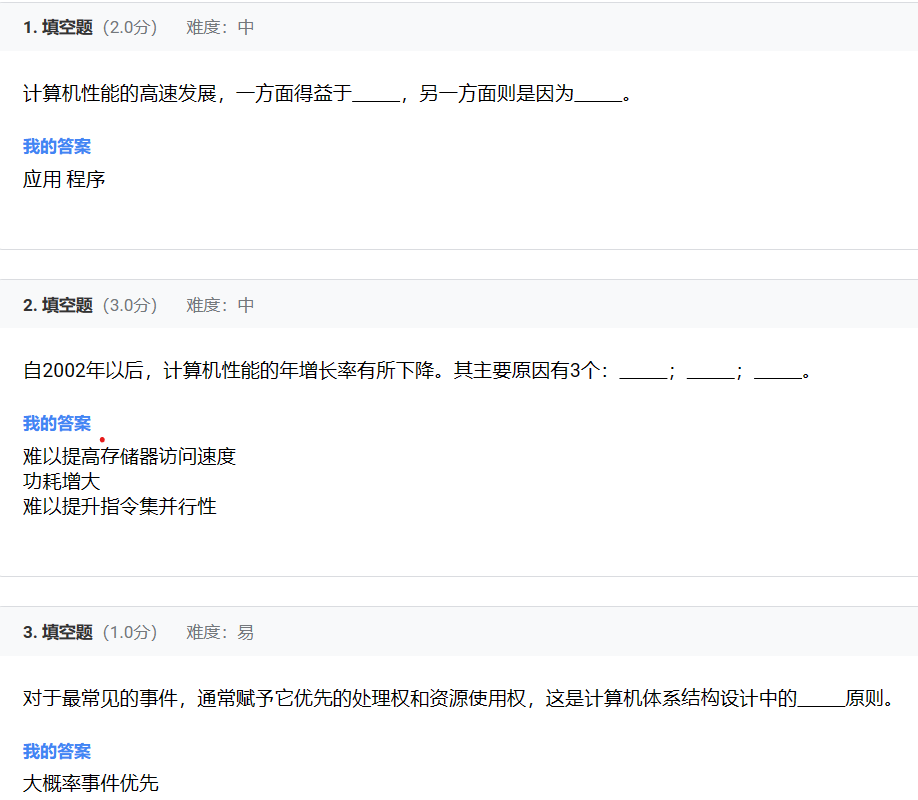 1. 填空题（2.0分） 难度：中
计算机性能的高速发展，一方面得益于_____，另一方面则是因为_____。
我的答案
应用 程序
2. 填空题（3.0分） 难度：中
自2002年以后，计算机性能的年增长率有所下降。其主要原因有3个：_____；_____；_____。
我的答案
难以提高存储器访问速度
功耗增大
难以提升指令集并行性
3. 填空题（1.0分） 难度：易
对于最常见的事件，通常赋予它优先的处理权和资源使用权，这是计算机体系结构设计中的_____原则。
我的答案
大概率事件优先